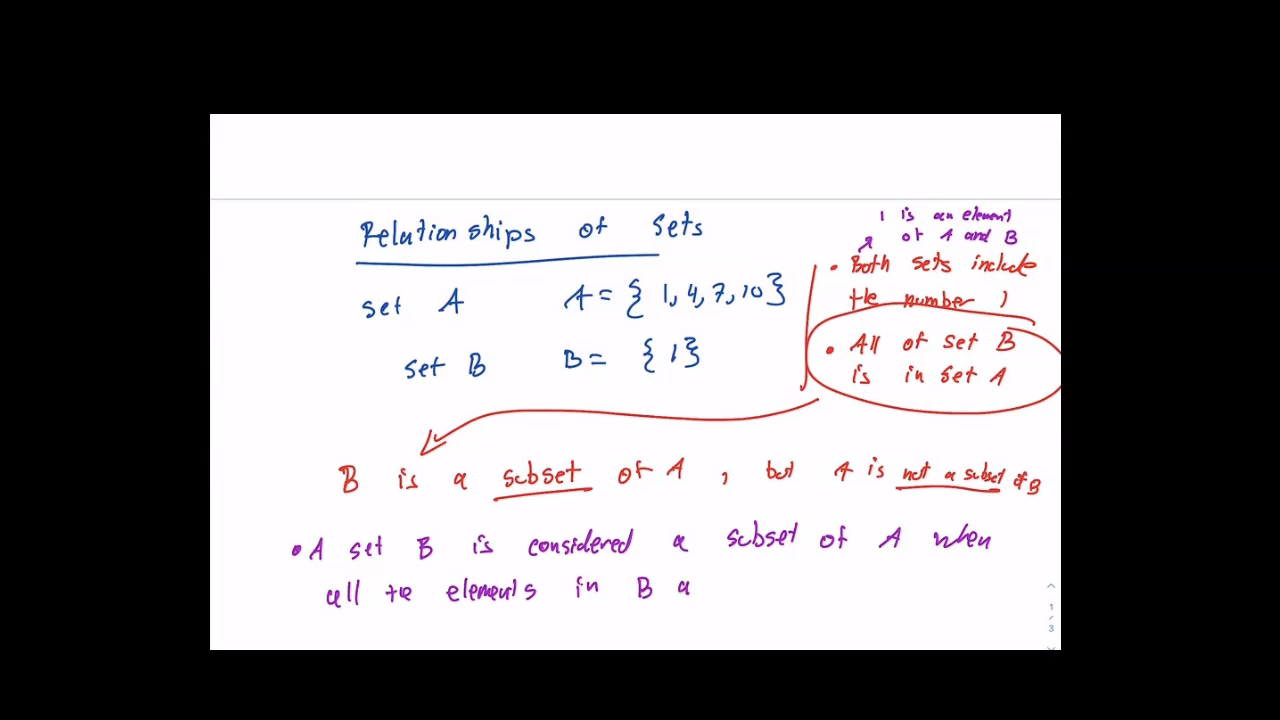 Relationships of Sets
1 is an element
of A and B
• Both sets include
the number 1
set A A = { 1, 4, 7, 10 }
• All of set B
is in set A
set B B = { 1 }
B is a subset of A , but A is not a subset of B
• A set B is considered a subset of A when
all the elements in B a
1
/
3